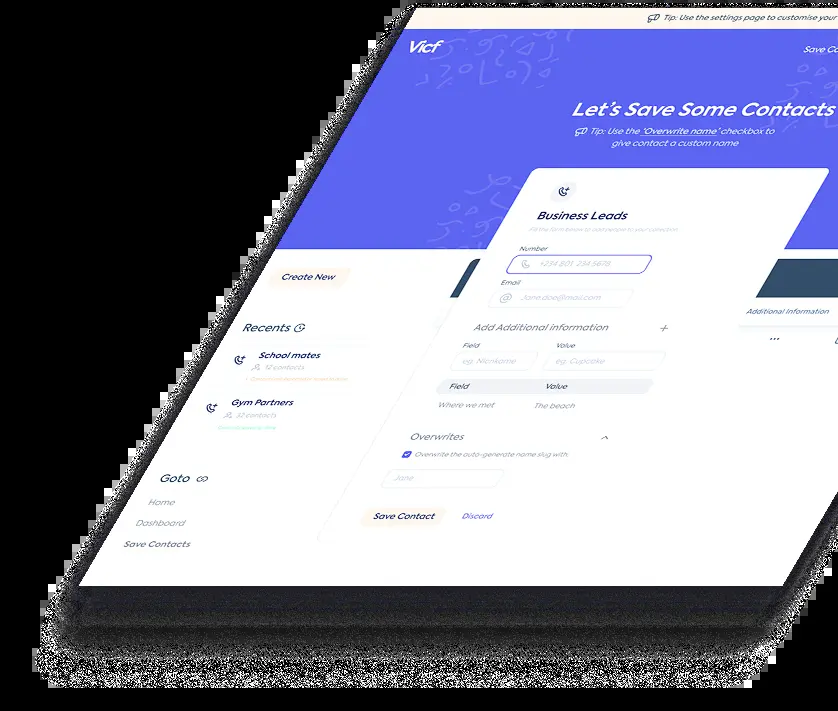 Tip: Use the settings page to customise your
Vicf
Save Co
Let's Save Some Contacts
Tip: Use the 'Overwrite name' checkbox to
give contact a custom name
Business Leads
Fill the form below to add people to your collection.
Number
+234 801 234 5678
Email
Jane.doe@mail.com
Create New
Additional Information
Recents
Add Additional information
Field
Value
School mates
eg. Nickname
eg. Cupcake
12 contacts
Field
Value
Gym Partners
Where we met
The beach
32 contacts
Overwrites
Overwrite the auto-generate name slug with:
Goto
Jane
Home
Save Contact
Discard
Dashboard
Save Contacts